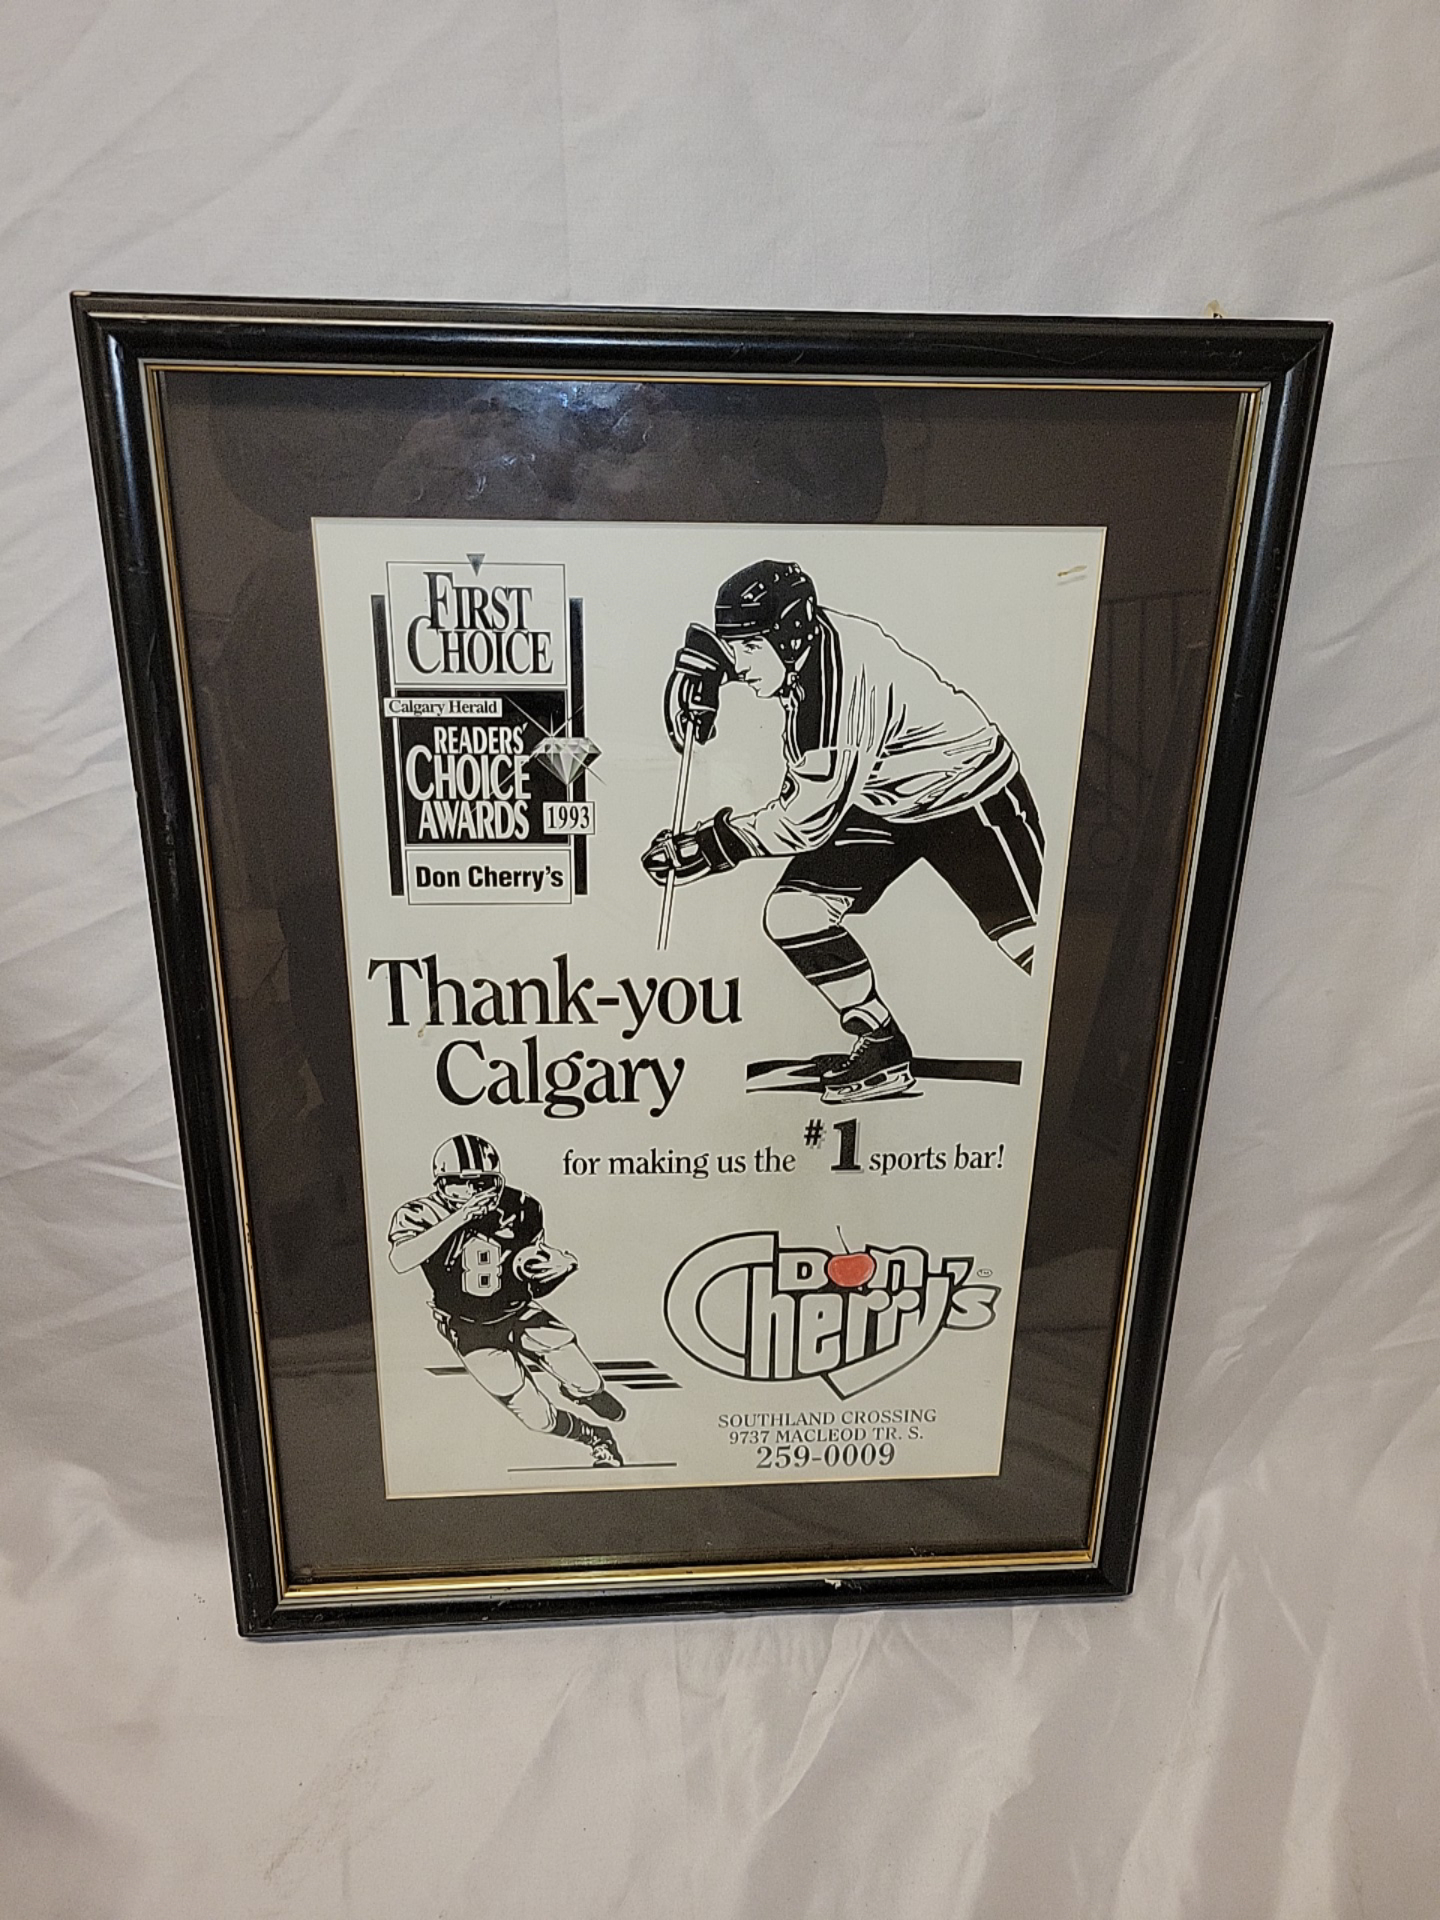 FIRST
CHOICE
Calgary Herald
READERS'
CHOICE
AWARDS
1993
Don Cherry's
Thank-you
Calgary
for making us the #1 sports bar!
8
Don
Cherry's
TM
SOUTHLAND CROSSING
9737 MACLEOD TR. S.
259-0009